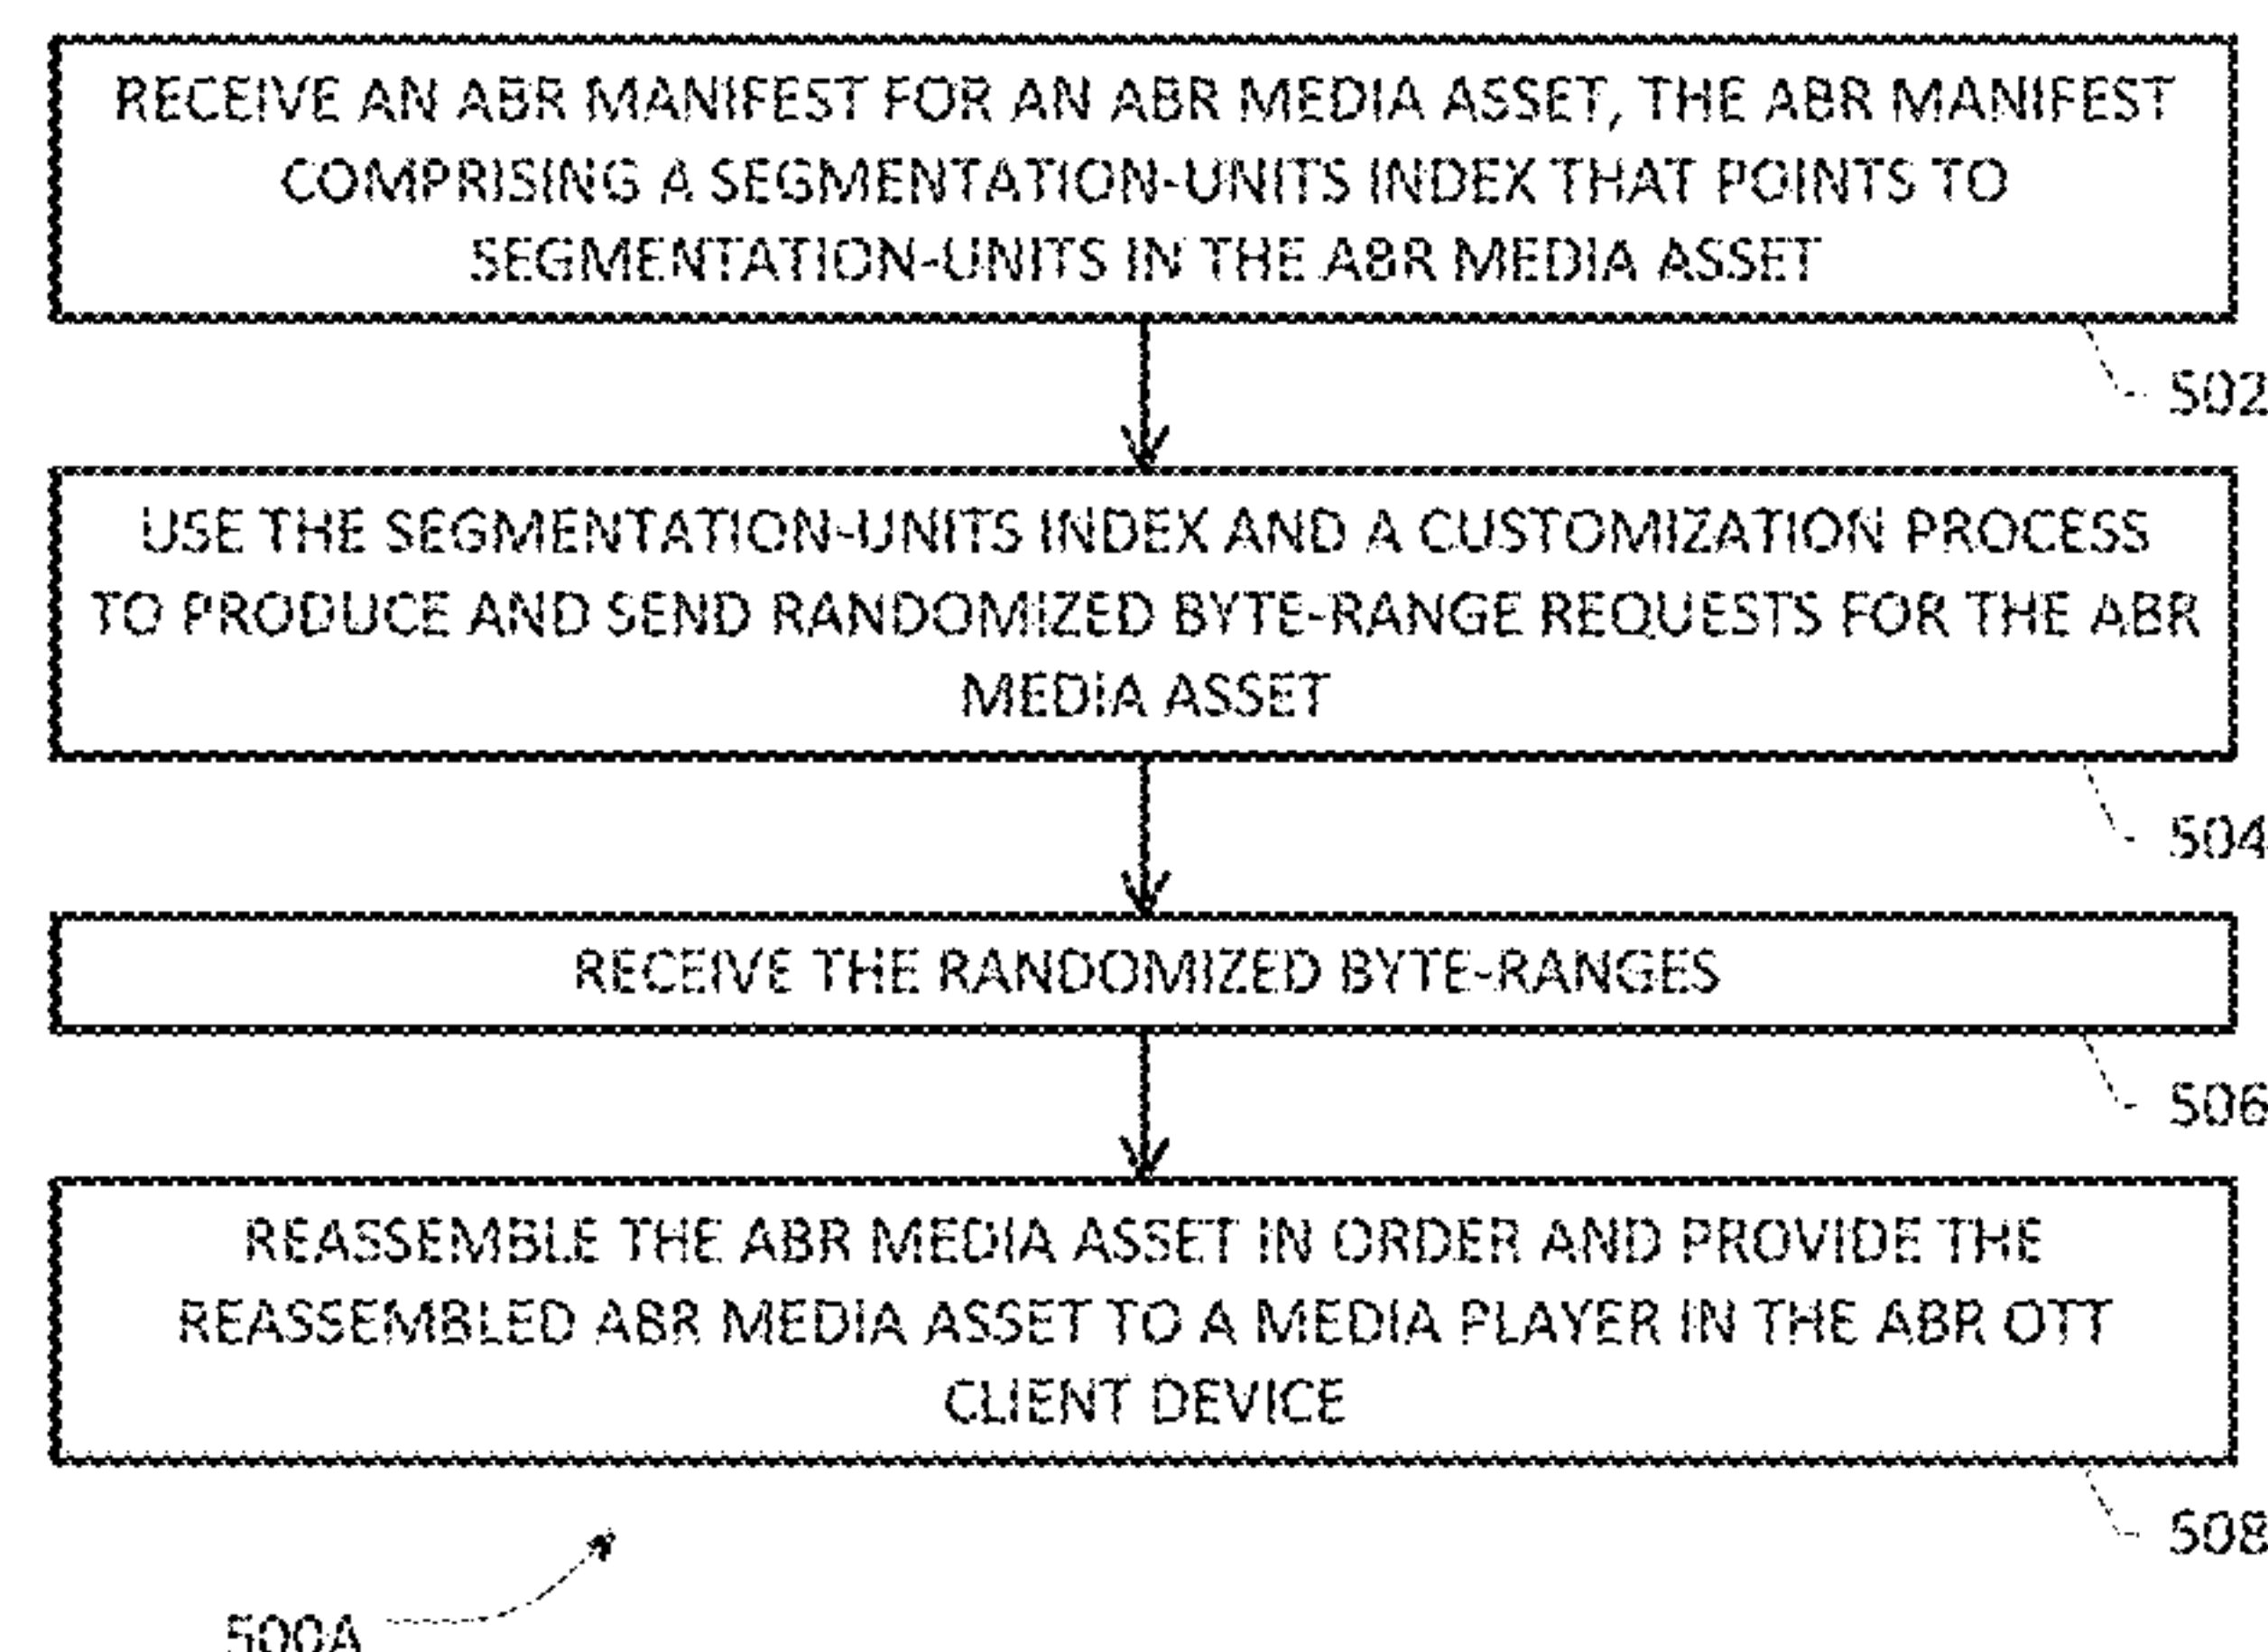 RECEIVE AN ABR MANIFEST FOR AN ABR MEDIA ASSET, THE ABR MANIFEST
COMPRISING A SEGMENTATION-UNITS INDEX THAT POINTS TO
SEGMENTATION-UNITS IN THE ABR MEDIA ASSET
502
USE THE SEGMENTATION-UNITS INDEX AND A CUSTOMIZATION PROCESS
TO PRODUCE AND SEND RANDOMIZED BYTE-RANGE REQUESTS FOR THE ABR
MEDIA ASSET
504
RECEIVE THE RANDOMIZED BYTE-RANGES
506
REASSEMBLE THE ABR MEDIA ASSET IN ORDER AND PROVIDE THE
REASSEMBLED ABR MEDIA ASSET TO A MEDIA PLAYER IN THE ABR OTT
CLIENT DEVICE
508
500A